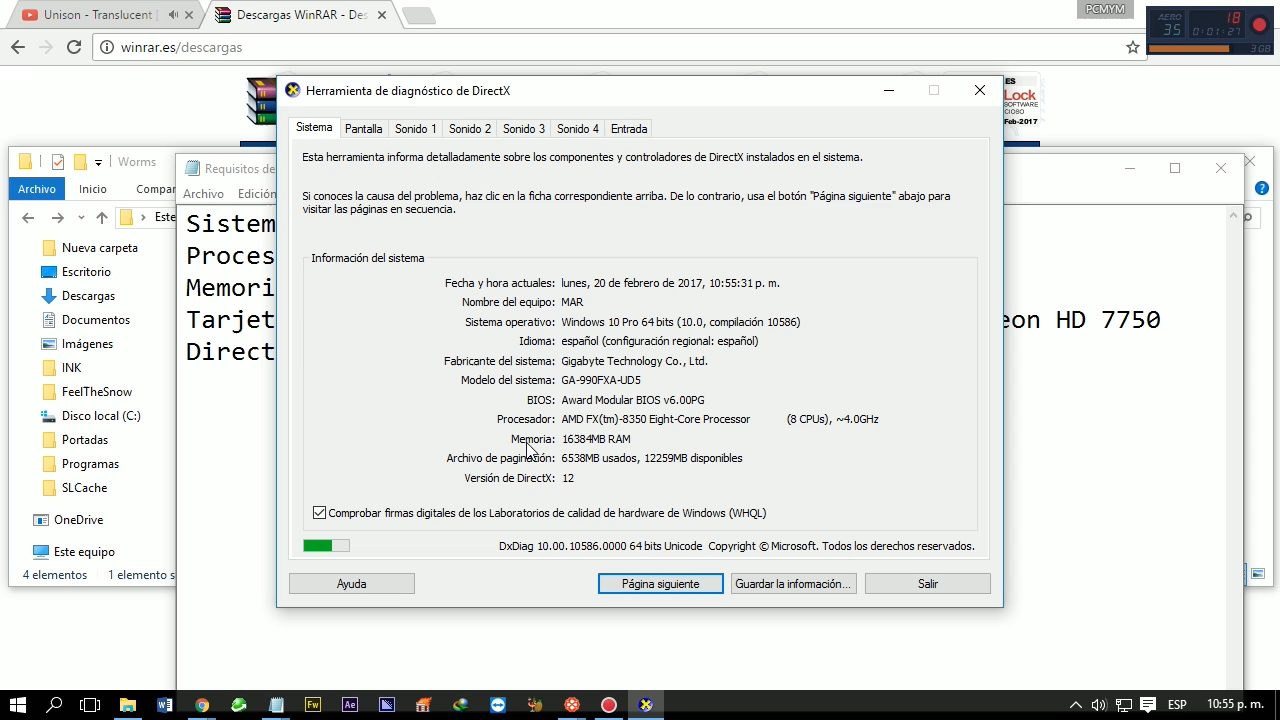 Unison - Translucent |
Descargas WinRAR - Des
PCMYM
AERO
35
18
0:01:27
3GB
winrar.es/descargas
ES
Lock
SOFTWARE
CIOSO
Feb-2017
Herramienta de diagnóstico de DirectX
Sistema
Pantalla
Sonido 1
Sonido 2
Sonido 3
Sonido 4
Entrada
Esta herramienta informa detalladamente sobre los componentes y controladores de DirectX instalados en el sistema.
Si conoces la causa del problema, haz clic en la ficha correspondiente arriba. De lo contrario, usa el botón "Página siguiente" abajo para
visitar las páginas en secuencia.
Información del sistema
Fecha y hora actuales: lunes, 20 de febrero de 2017, 10:55:31 p. m.
Nombre del equipo: MAR
Sistema operativo: Windows 10 Pro 64 bits (10.0, compilación 10586)
Idioma: español (configuración regional: español)
Fabricante del sistema: Gigabyte Technology Co., Ltd.
Modelo del sistema: GA-990FXA-UD5
BIOS: Award Modular BIOS v6.00PG
Procesador: AMD FX(tm)-8350 Eight-Core Processor (8 CPUs), ~4.0GHz
Memoria: 16384MB RAM
Archivo de paginación: 6538MB usados, 12259MB disponibles
Versión de DirectX: 12
Comprobar firmas digitales de los Laboratorios de calidad de hardware de Windows (WHQL)
DxDiag 10.00.10586.0000 64 bits Unicode Copyright © Microsoft. Todos los derechos reservados.
Ayuda
Página siguiente
Guardar la información...
Salir
Worms
Archivo
Inicio
Compar
Este
Nueva carpeta
Escritorio
Descargas
Documentos
Imágenes
INK
FeelTheSnow
Disco local (C:)
Portadas
Programas
SLCache
OneDrive
Este equipo
4 elementos
1 elemento s
Requisitos de
Archivo
Edición
Sistem
Proces
Memori
Tarjet
eon HD 7750
Direct
Fw
Ae
ESP
10:55 p. m.